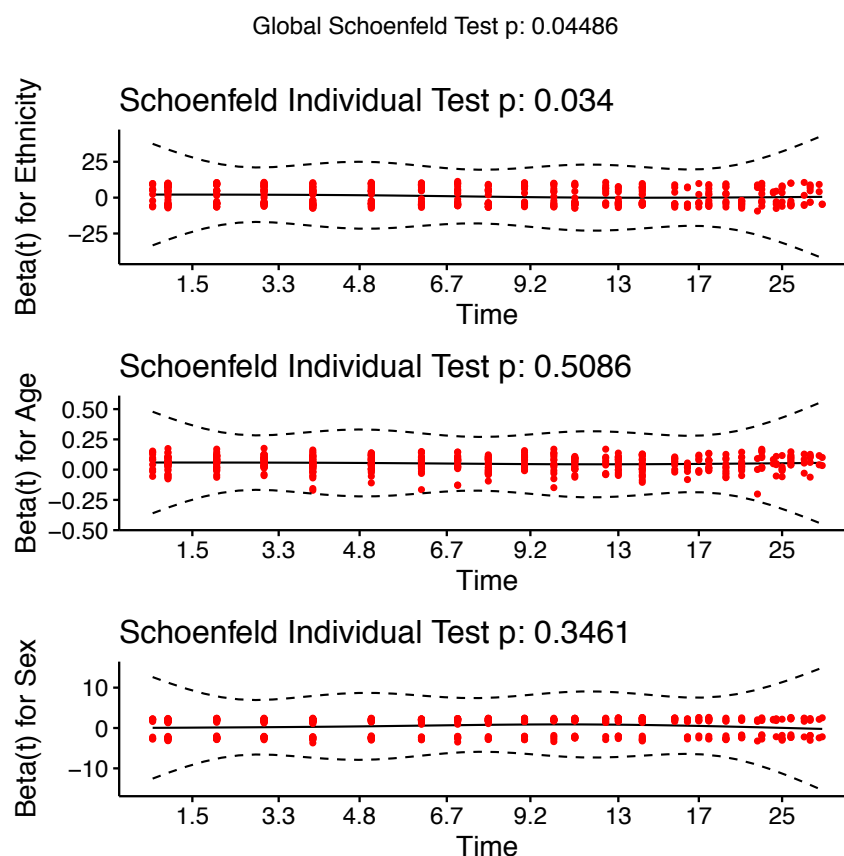 Global Schoenfeld Test p: 0.04486
Schoenfeld Individual Test p: 0.034
Beta(t) for Ethnicity
25
0
−25
1.5 3.3 4.8 6.7 9.2 13 17 25
Time
Schoenfeld Individual Test p: 0.5086
Beta(t) for Age
0.50
0.25
0.00
−0.25
−0.50
1.5 3.3 4.8 6.7 9.2 13 17 25
Time
Schoenfeld Individual Test p: 0.3461
Beta(t) for Sex
10
0
−10
1.5 3.3 4.8 6.7 9.2 13 17 25
Time